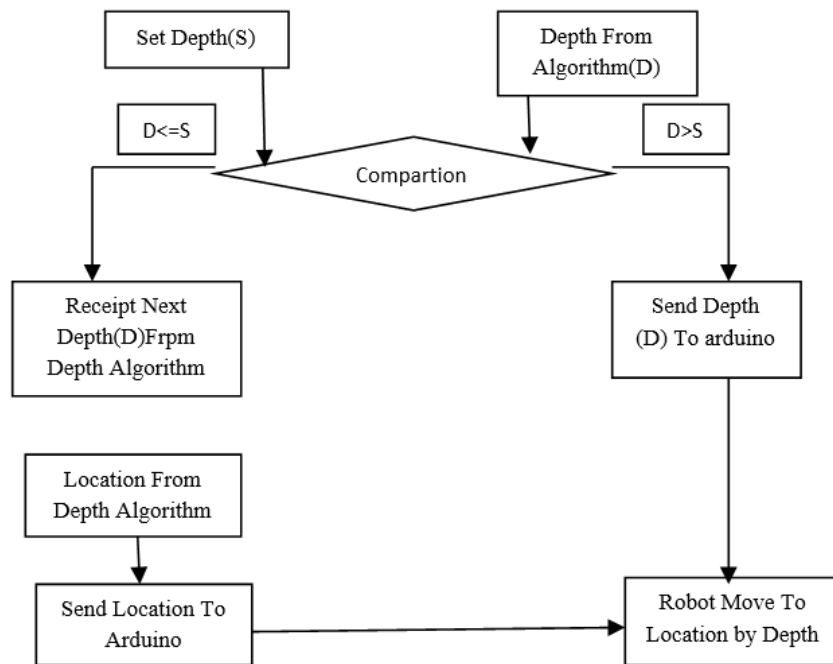 Set Depth(S)
Depth From
Algorithm(D)
D<=S
D>S
Compartion
Receipt Next
Depth(D)Frpm
Depth Algorithm
Send Depth
(D) To arduino
Location From
Depth Algorithm
Send Location To
Arduino
Robot Move To
Location by Depth